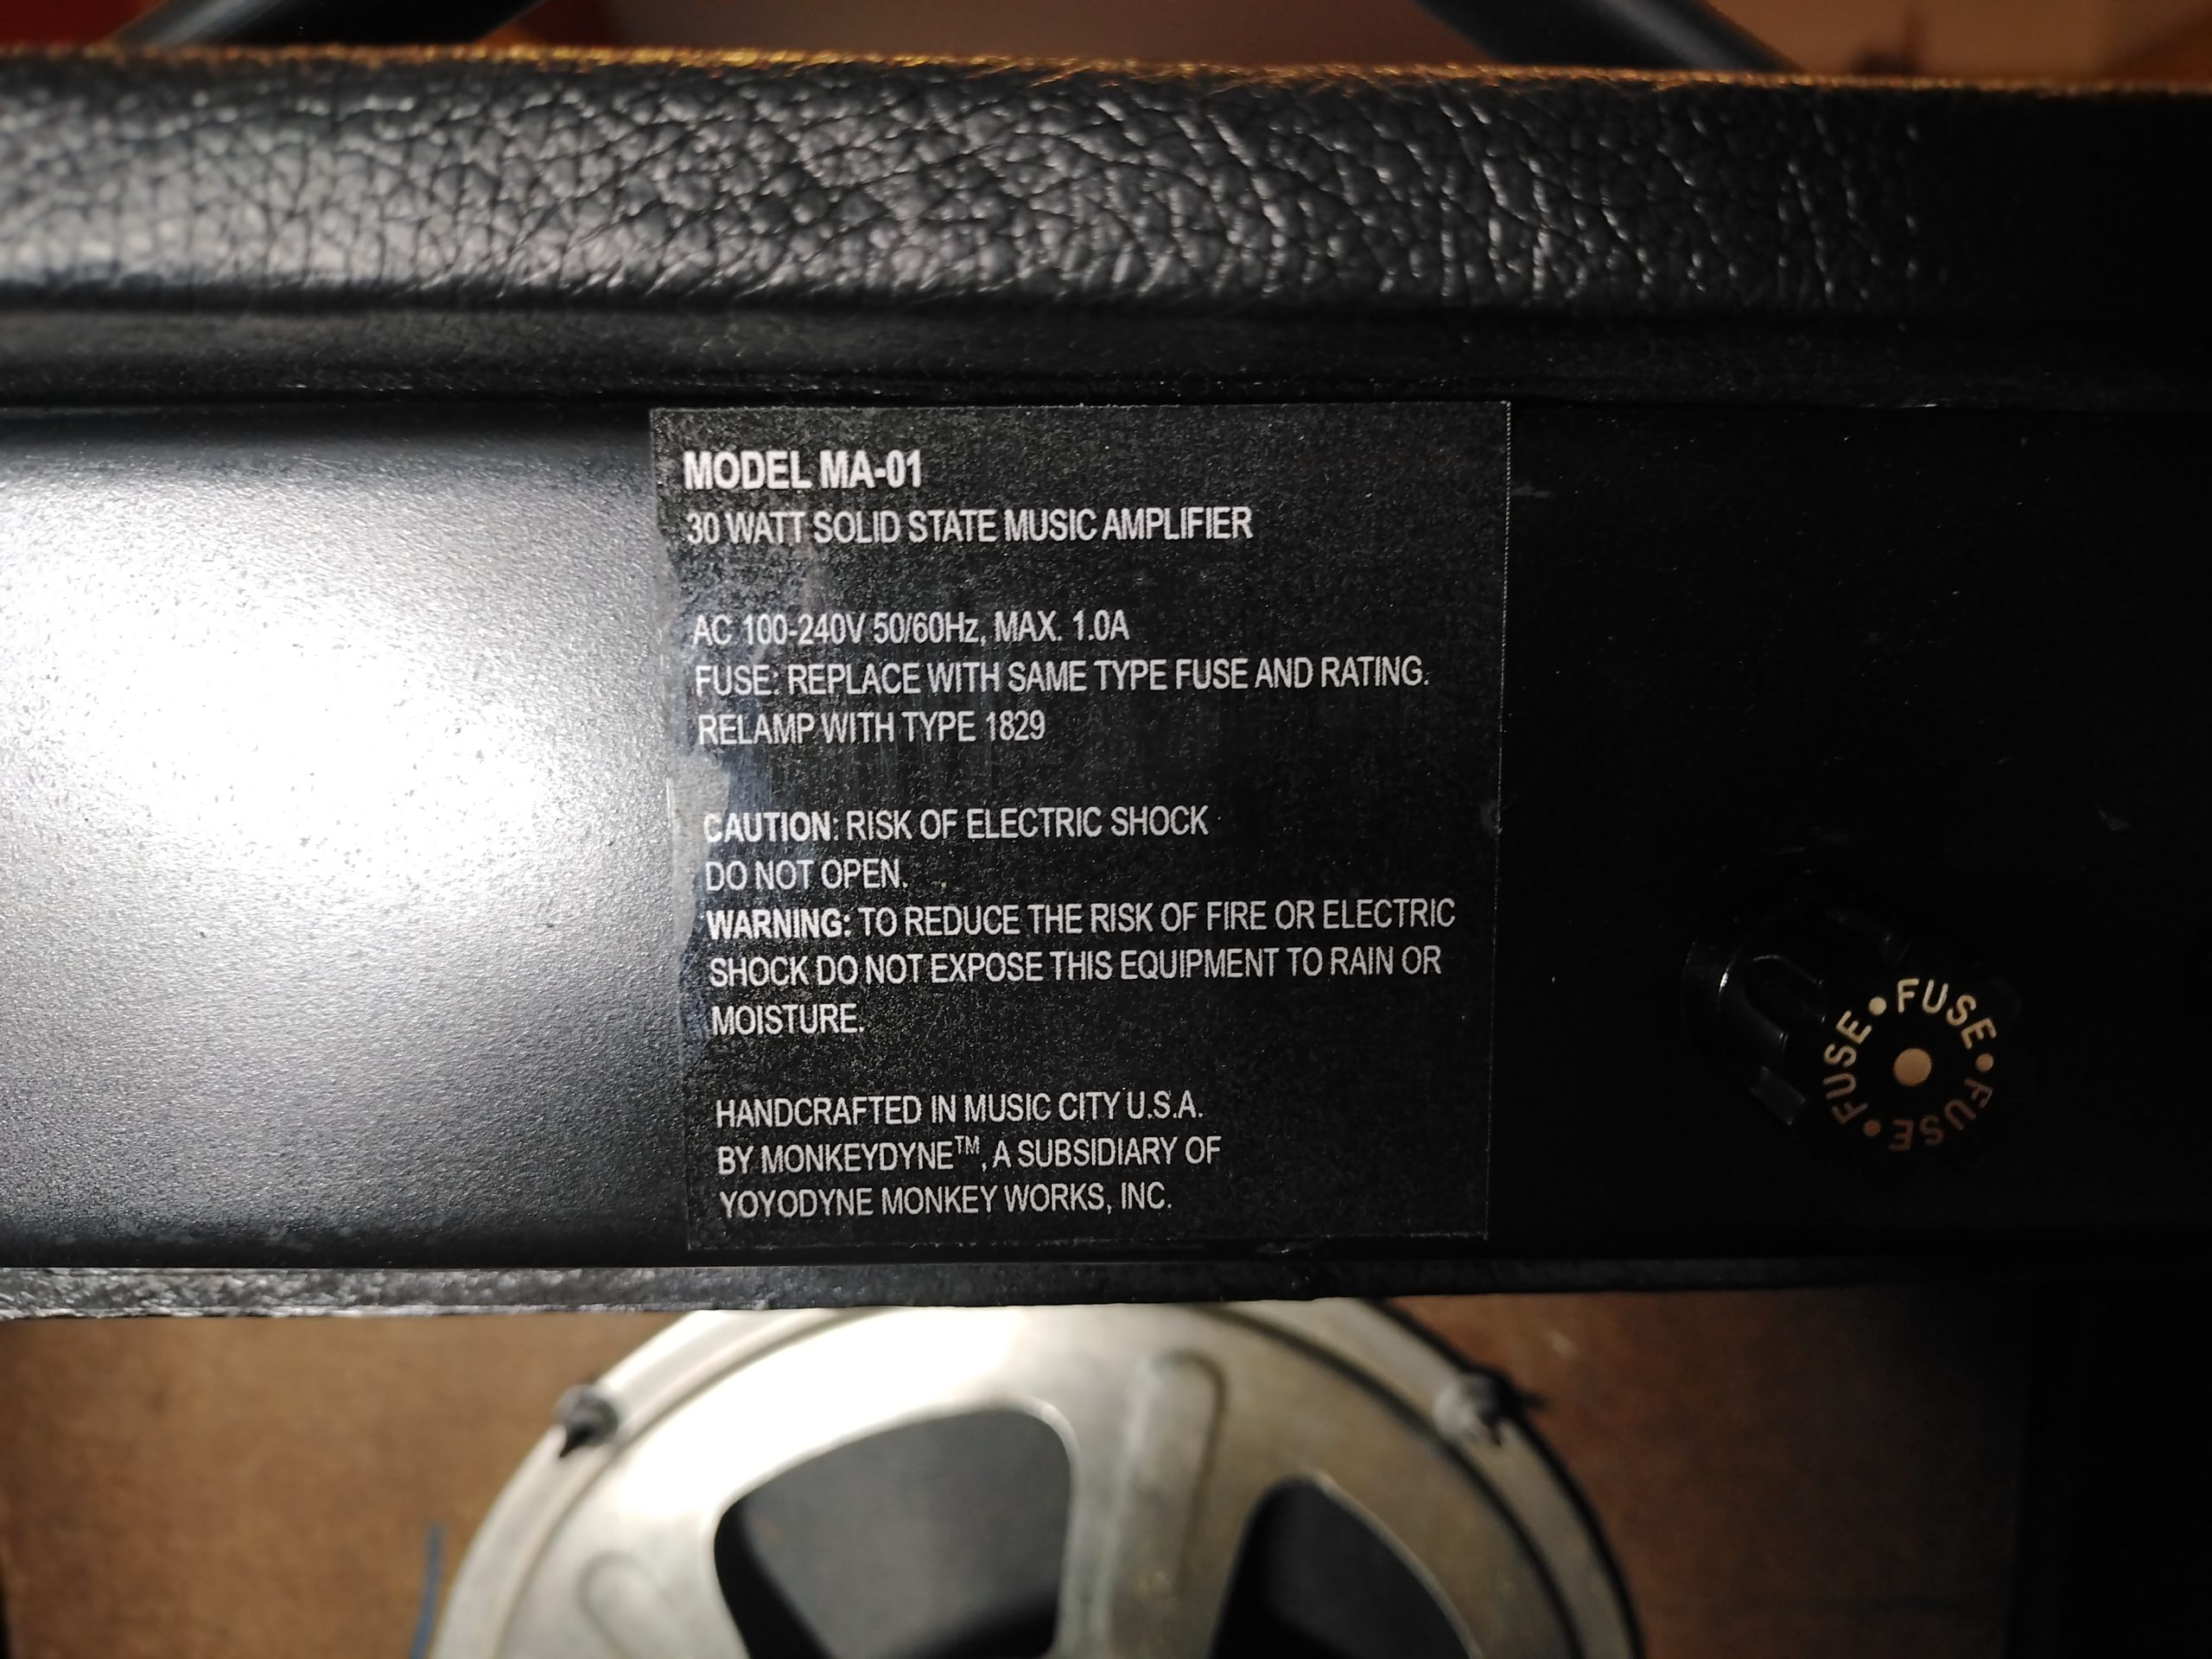 MODEL MA-01
30 WATT SOLID STATE MUSIC AMPLIFIER
AC 100-240V 50/60Hz, MAX. 1.0A
FUSE: REPLACE WITH SAME TYPE FUSE AND RATING.
RELAMP WITH TYPE 1829
CAUTION: RISK OF ELECTRIC SHOCK
DO NOT OPEN.
WARNING: TO REDUCE THE RISK OF FIRE OR ELECTRIC
SHOCK DO NOT EXPOSE THIS EQUIPMENT TO RAIN OR
MOISTURE.
HANDCRAFTED IN MUSIC CITY U.S.A.
BY MONKEYDYNE™, A SUBSIDIARY OF
YOYODYNE MONKEY WORKS, INC.
FUSE • FUSE • FUSE •